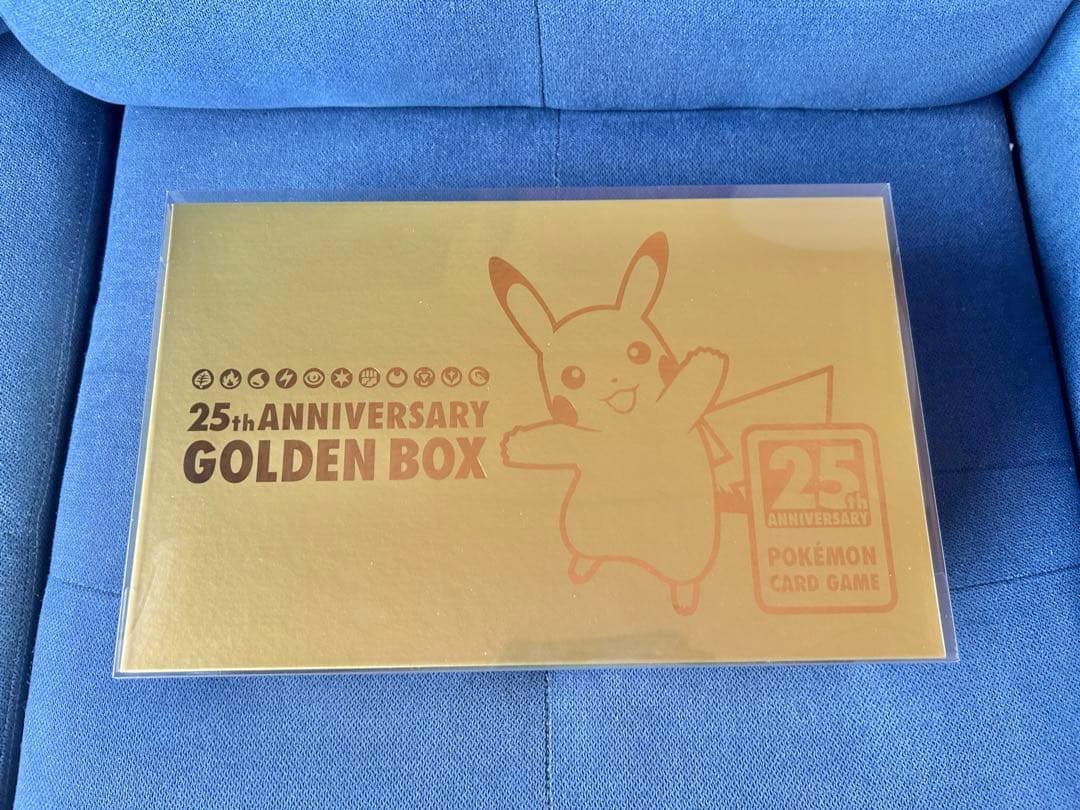 25th ANNIVERSARY
GOLDEN BOX
25th
ANNIVERSARY
POKÉMON
CARD GAME